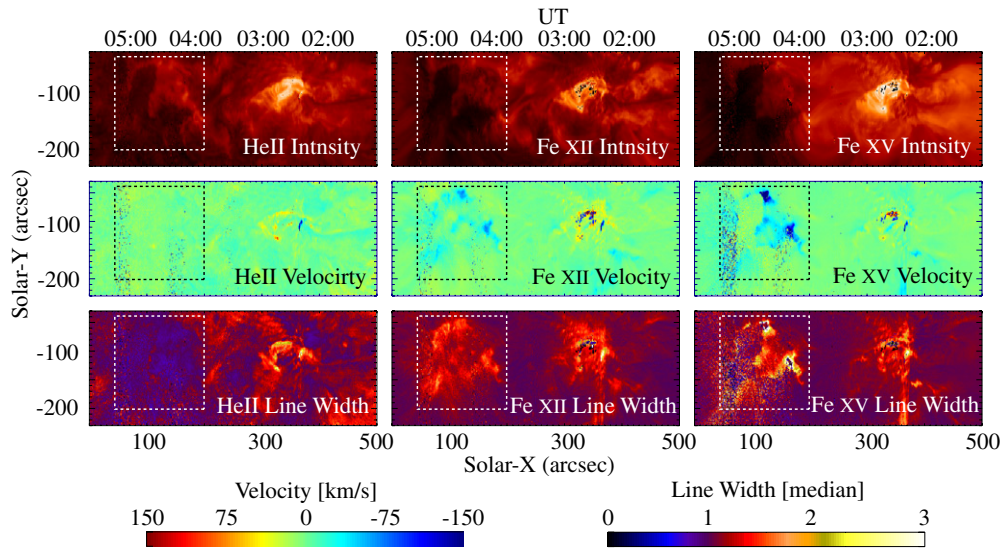 UT
05:00 04:00 03:00 02:00 05:00 04:00 03:00 02:00 05:00 04:00 03:00 02:00
-100
-200
HeII Intnsity Fe XII Intnsity Fe XV Intnsity
Solar-Y (arcsec)
-100
-200
HeII Velocirty Fe XII Velocity Fe XV Velocity
-100
-200
HeII Line Width Fe XII Line Width Fe XV Line Width
100 300 500 100 300 500 100 300 500
Solar-X (arcsec)
Velocity [km/s] Line Width [median]
150 75 0 -75 -150 0 1 2 3